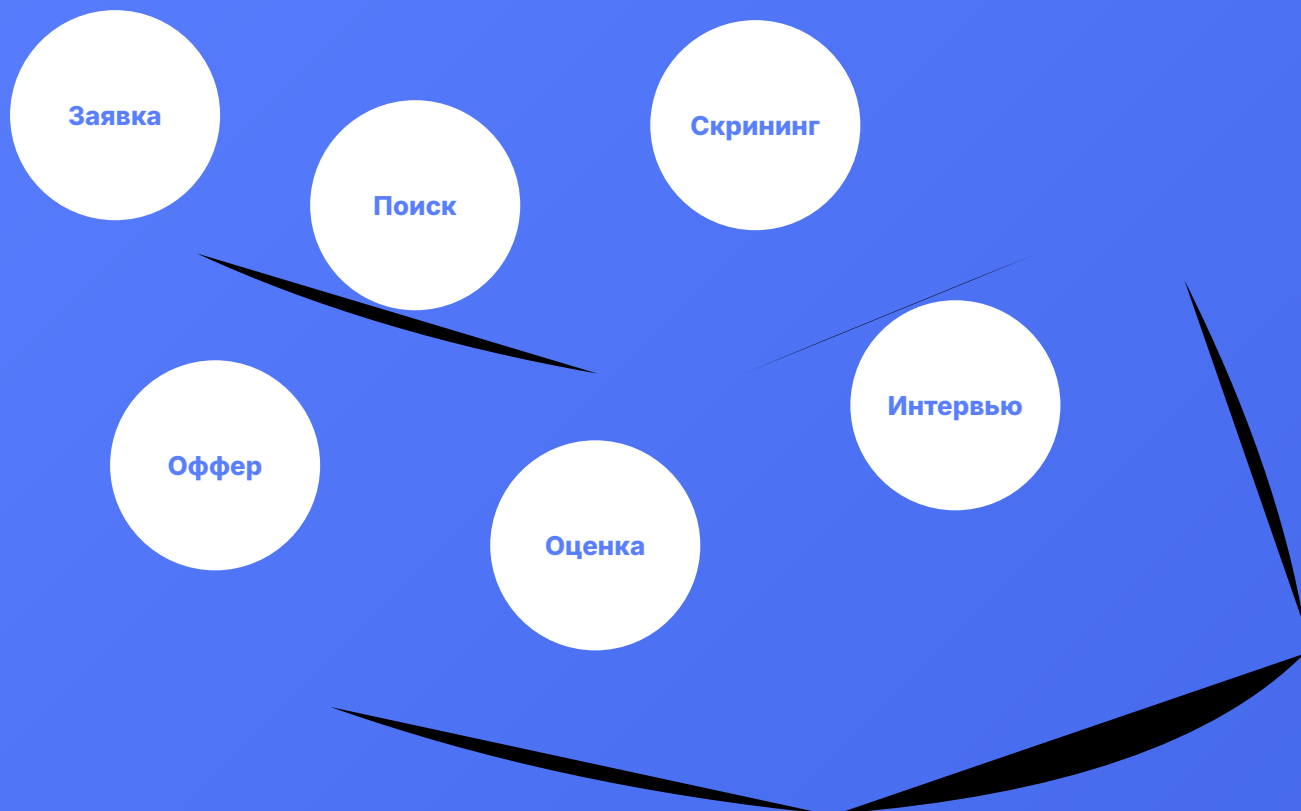 Заявка
Поиск
Скрининг
Интервью
Оценка
Оффер